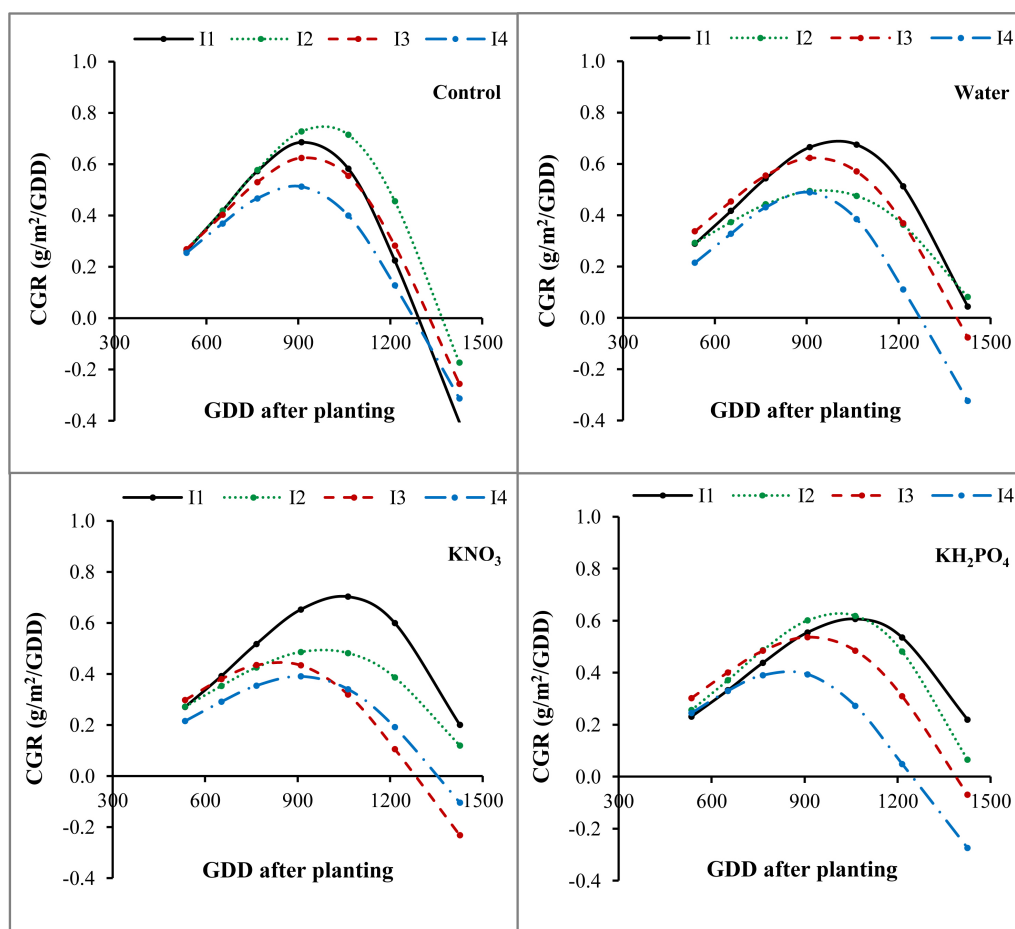 I1 I2 I3 I4
1.0
Control
0.8
0.6
0.4
0.2
0.0
300 600 900 1200 1500
-0.2
-0.4
CGR (g/m²/GDD)
GDD after planting
I1 I2 I3 I4
1.0
Water
0.8
0.6
0.4
0.2
0.0
300 600 900 1200 1500
-0.2
-0.4
CGR (g/m²/GDD)
GDD after planting
I1 I2 I3 I4
1.0
KNO₃
0.8
0.6
0.4
0.2
0.0
300 600 900 1200 1500
-0.2
-0.4
CGR (g/m²/GDD)
GDD after planting
I1 I2 I3 I4
1.0
KH₂PO₄
0.8
0.6
0.4
0.2
0.0
300 600 900 1200 1500
-0.2
-0.4
CGR (g/m²/GDD)
GDD after planting